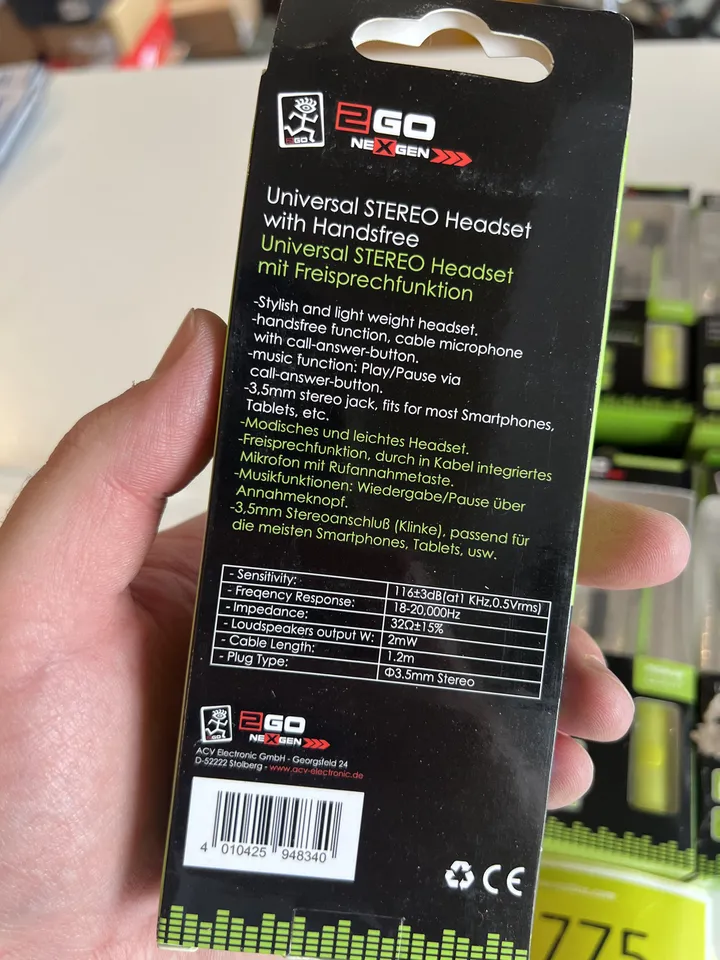 2GO
2GO
NEXGEN
Universal STEREO Headset
with Handsfree
Universal STEREO Headset
mit Freisprechfunktion
-Stylish and light weight headset.
-handsfree function, cable microphone
with call-answer-button.
-music function: Play/Pause via
call-answer-button.
-3,5mm stereo jack, fits for most Smartphones,
Tablets, etc.
-Modisches und leichtes Headset.
-Freisprechfunktion, durch in Kabel integriertes
Mikrofon mit Rufannahmetaste.
-Musikfunktionen: Wiedergabe/Pause über
Annahmeknopf.
-3,5mm Stereoanschluß (Klinke), passend für
die meisten Smartphones, Tablets, usw.
- Sensitivity: 116±3dB(at1 KHz,0.5Vrms)
- Freqency Response: 18-20,000Hz
- Impedance: 32Ω±15%
- Loudspeakers output W: 2mW
- Cable Length: 1.2m
- Plug Type: Φ3.5mm Stereo
2GO
2GO
NEXGEN
ACV Electronic GmbH - Georgsfeld 24
D-52222 Stolberg - www.acv-electronic.de
4 010425 948340
CE
775